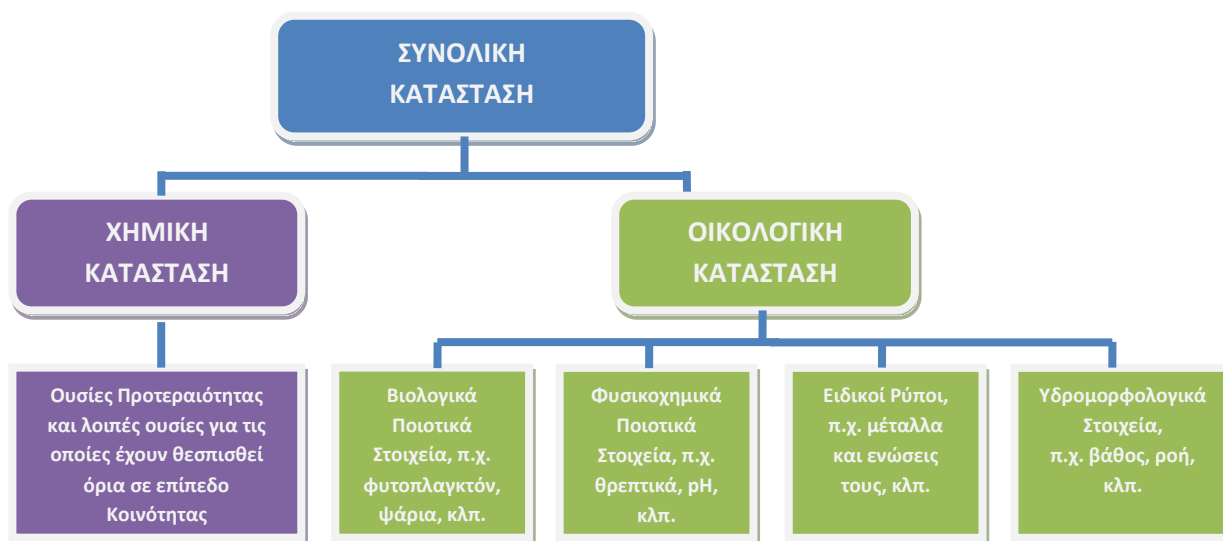 ΣΥΝΟΛΙΚΗ
ΚΑΤΑΣΤΑΣΗ
ΧΗΜΙΚΗ
ΚΑΤΑΣΤΑΣΗ
ΟΙΚΟΛΟΓΙΚΗ
ΚΑΤΑΣΤΑΣΗ
Ουσίες Προτεραιότητας
και λοιπές ουσίες για τις
οποίες έχουν θεσπισθεί
όρια σε επίπεδο
Κοινότητας
Βιολογικά
Ποιοτικά
Στοιχεία, π.χ.
φυτοπλαγκτόν,
ψάρια, κλπ.
Φυσικοχημικά
Ποιοτικά
Στοιχεία, π.χ.
θρεπτικά, pH,
κλπ.
Ειδικοί Ρύποι,
π.χ. μέταλλα
και ενώσεις
τους, κλπ.
Υδρομορφολογικά
Στοιχεία,
π.χ. βάθος, ροή,
κλπ.